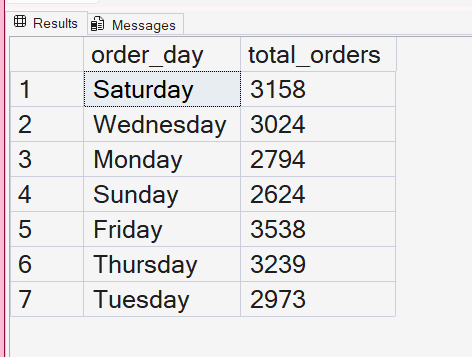 Results Messages
order_day total_orders
1 Saturday 3158
2 Wednesday 3024
3 Monday 2794
4 Sunday 2624
5 Friday 3538
6 Thursday 3239
7 Tuesday 2973